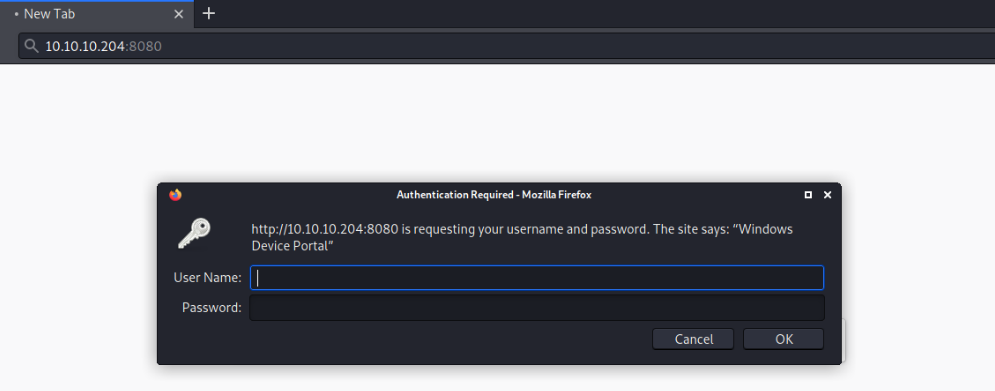 New Tab
10.10.10.204:8080
Authentication Required - Mozilla Firefox
http://10.10.10.204:8080 is requesting your username and password. The site says: “Windows
Device Portal”
User Name:
Password:
Cancel OK